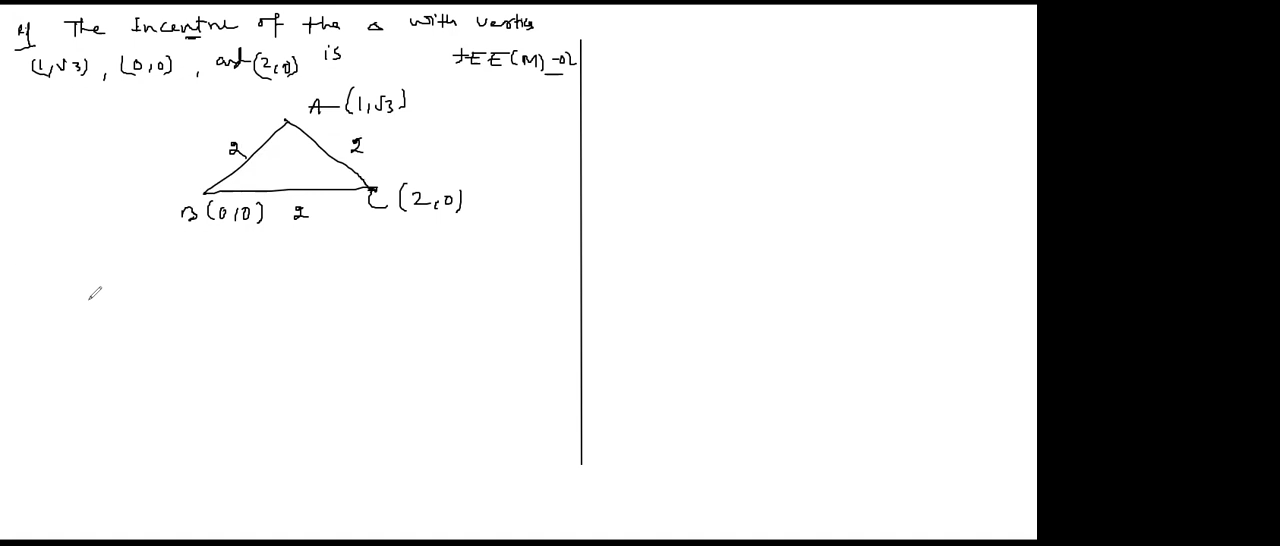 The Incentre of the △ with vertics
(1,√3), (0,0), and (2,0) is
JEE(M)-02
A (1,√3)
2
2
B (0,0)
2
C (2,0)